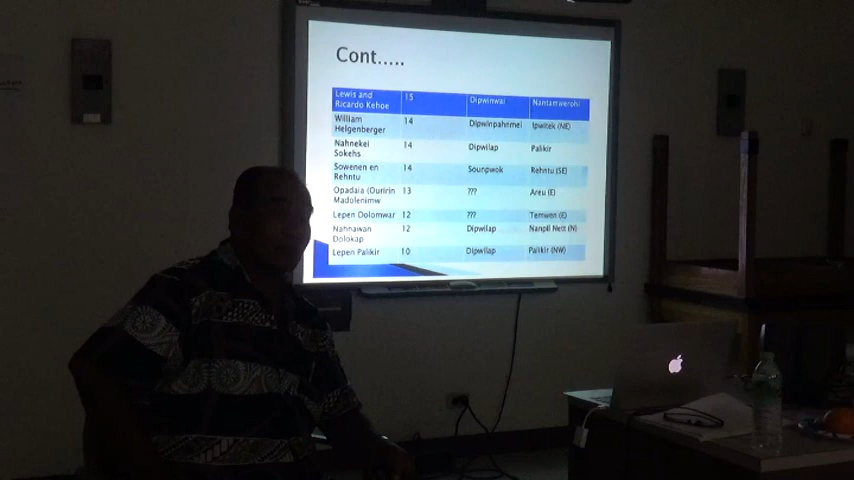 Cont.....
Lewis and 15 Dipwinwai Nantamwerohi
Ricardo Kehoe
William 14 Dipwinpahnmei Ipwitek (NE)
Helgenberger
Nahnekei 14 Dipwilap Palikir
Sokehs
Sowenen en 14 Sounpwok Rehntu (SE)
Rehntu
Opadaia (Ouririn 13 ??? Areu (E)
Madolenimw
Lepen Dolomwar 12 ??? Temwen (E)
Nahnawan 12 Dipwilap Nanpil Nett (N)
Dolokap
Lepen Palikir 10 Dipwilap Palikir (NW)